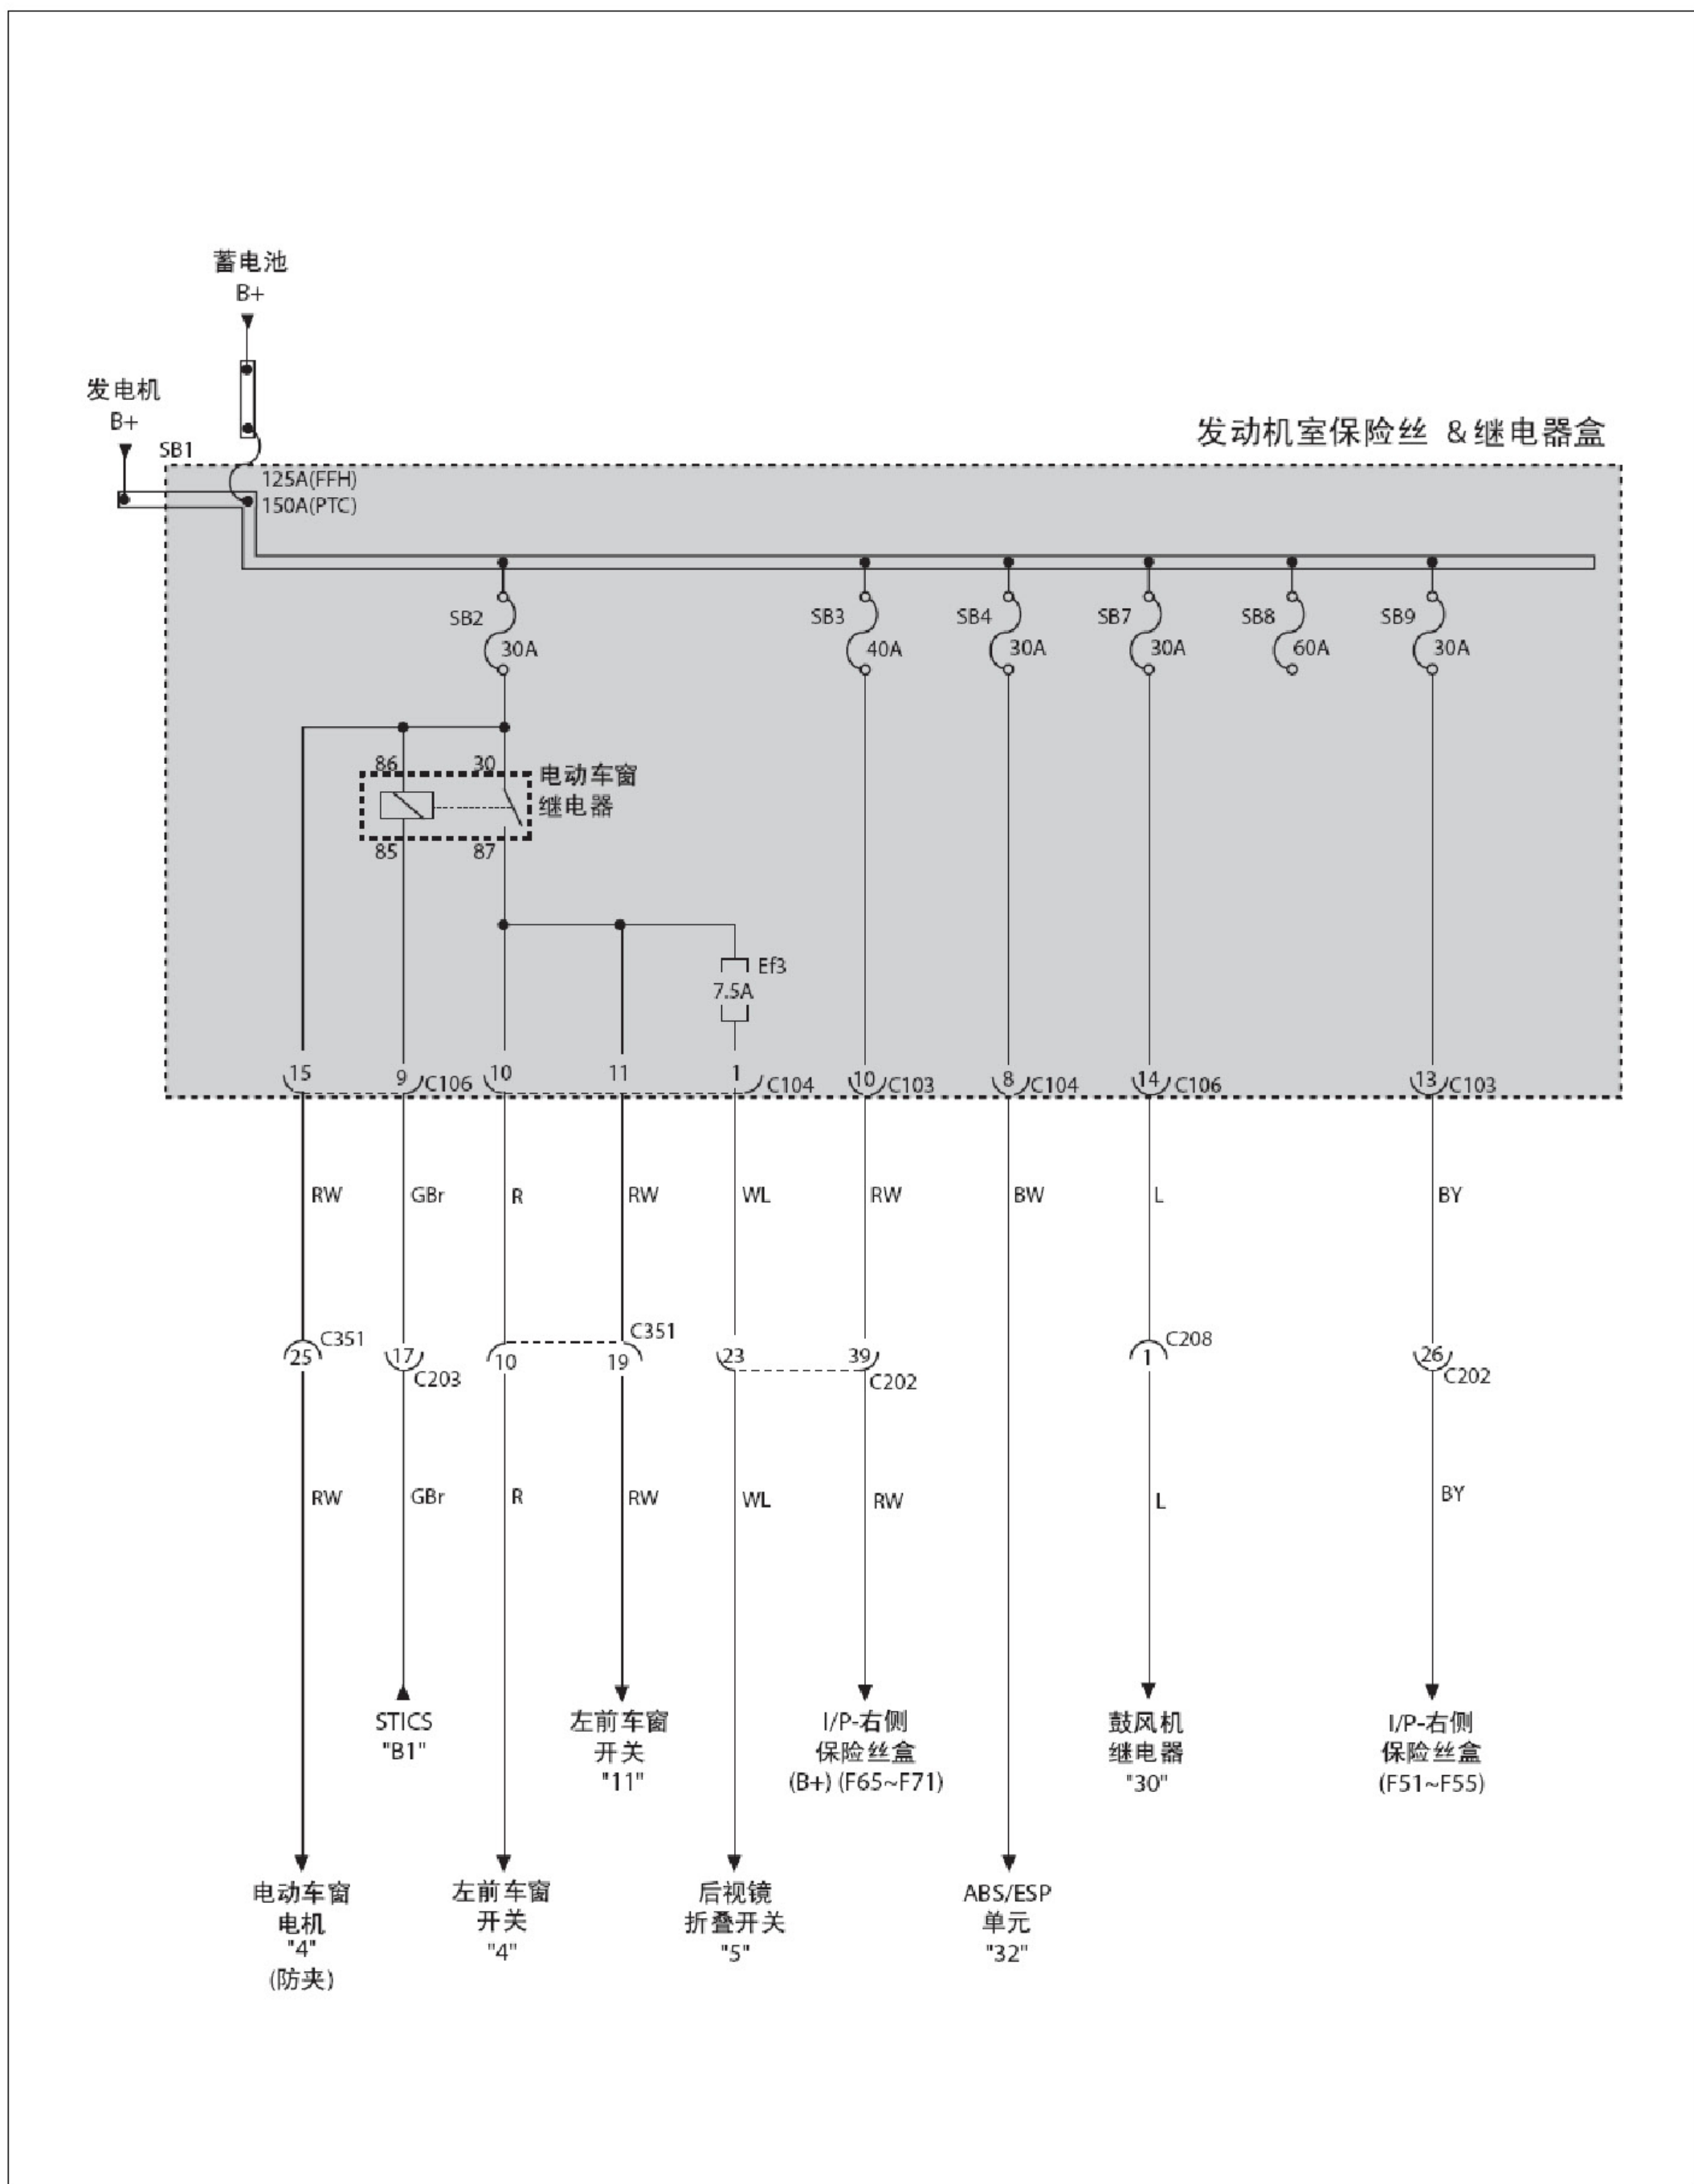 蓄电池
B+
发电机
B+
SB1
125A(FFH)
150A(PTC)
发动机室保险丝 &继电器盒
SB2
30A
SB3
40A
SB4
30A
SB7
30A
SB8
60A
SB9
30A
86
30
电动车窗
继电器
85
87
Ef3
7.5A
15
9
C106
10
11
1
C104
10
C103
8
C104
14
C106
13
C103
RW
GBr
R
RW
WL
RW
BW
L
BY
C351
25
17
C203
10
C351
19
23
39
C202
C208
1
26
C202
RW
GBr
R
RW
WL
RW
L
BY
STICS
"B1"
左前车窗
开关
"11"
I/P-右侧
保险丝盒
(B+) (F65~F71)
鼓风机
继电器
"30"
I/P-右侧
保险丝盒
(F51~F55)
电动车窗
电机
"4"
(防夹)
左前车窗
开关
"4"
后视镜
折叠开关
"5"
ABS/ESP
单元
"32"